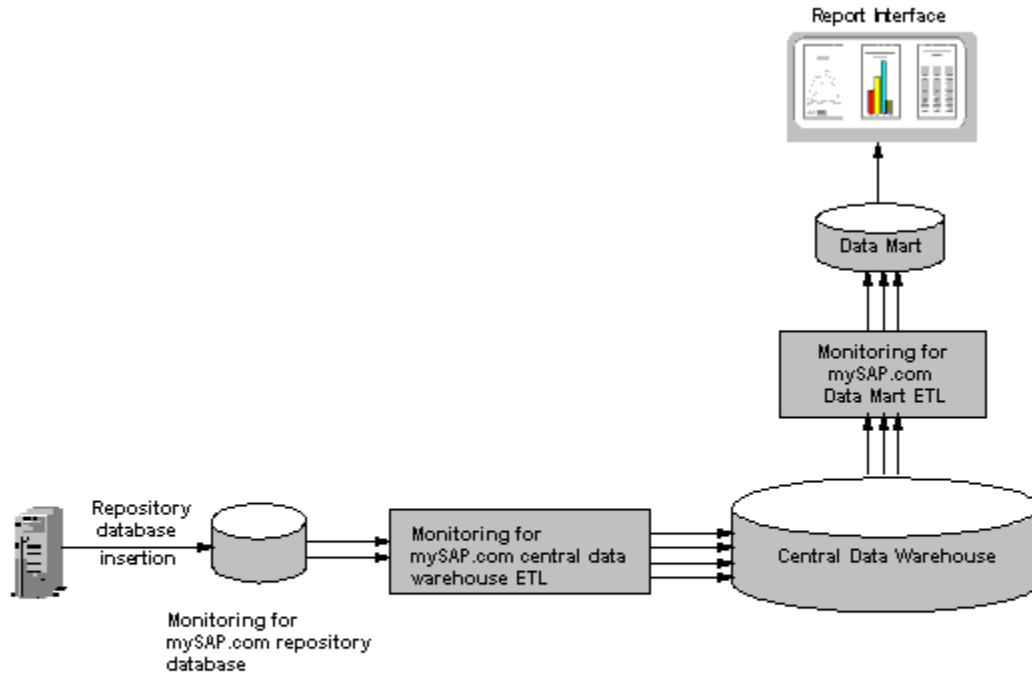 Report Interface
Data Mart
Monitoring for
mySAP.com
Data Mart ETL
Repository
database
insertion
Monitoring for
mySAP.com central data
warehouse ETL
Central Data Warehouse
Monitoring for
mySAP.com repository
database